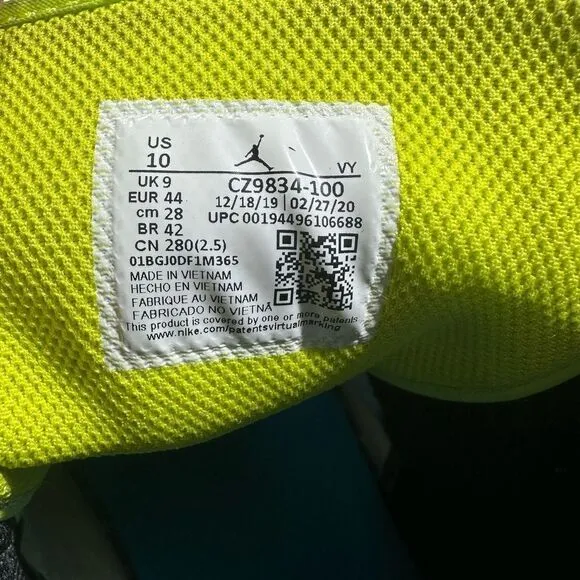 US
10
VY
UK 9
EUR 44
cm 28
BR 42
CN 280(2.5)
CZ9834-100
12/18/19 | 02/27/20
UPC 00194496106688
01BGJ0DF1M365
MADE IN VIETNAM
HECHO EN VIETNAM
FABRIQUE AU VIETNAM
FABRICADO NO VIETNÃ
This product is covered by one or more patents
www.nike.com/patentsvirtualmarking